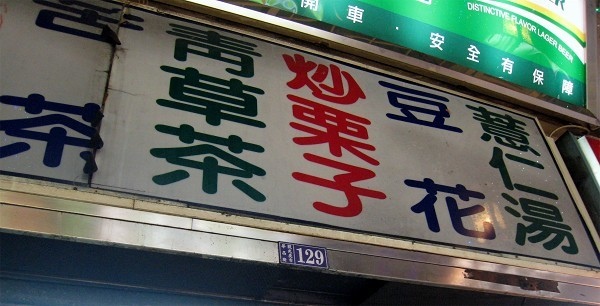 DISTINCTIVE FLAVOR LAGER BEER
開車·安全有保障
薏仁湯
豆花
炒栗子
青草茶
苦茶
129